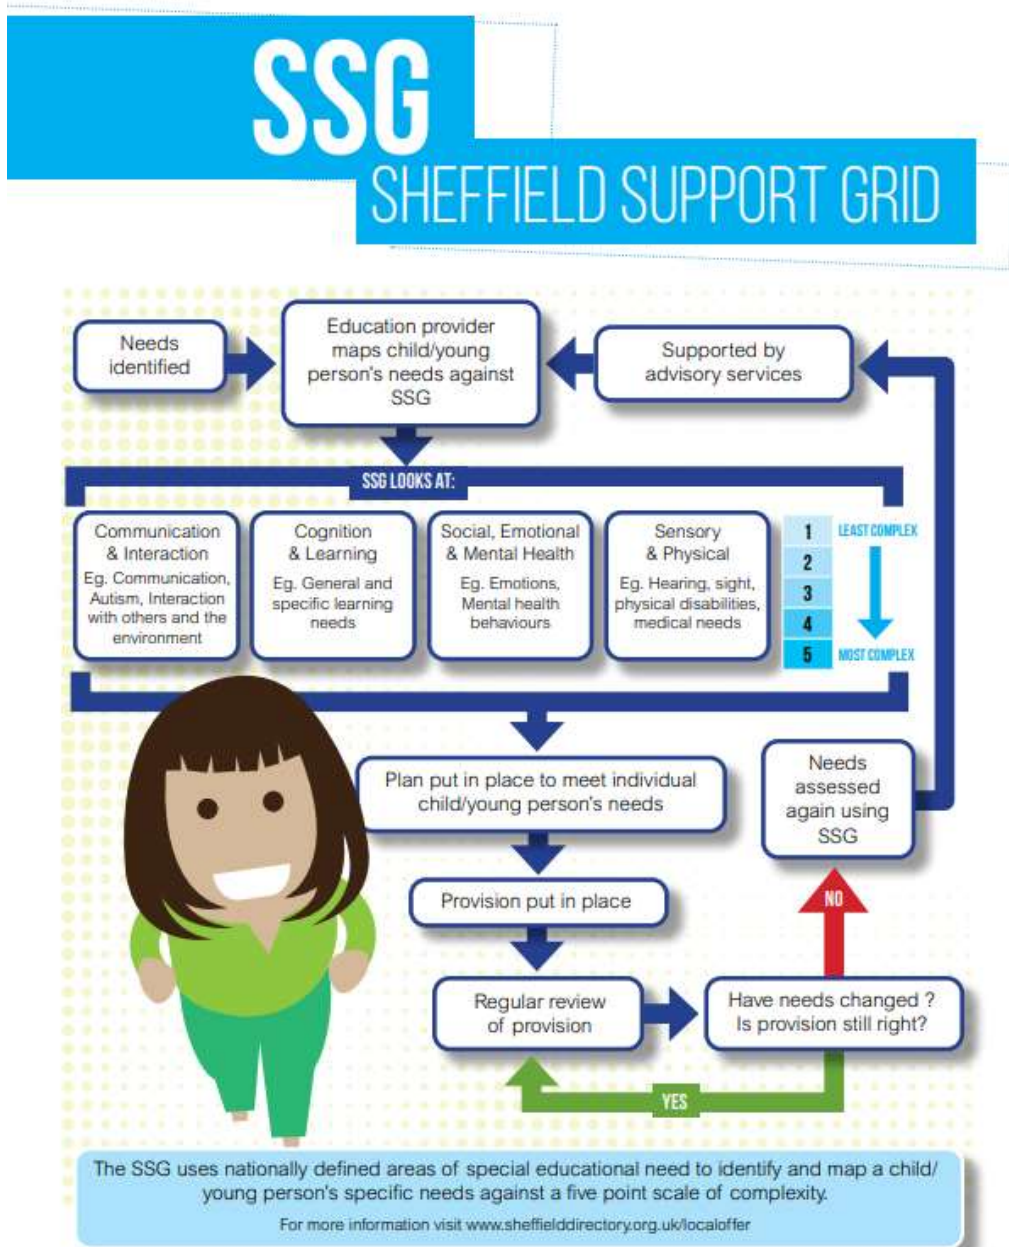 SSG
SHEFFIELD SUPPORT GRID
Needs
identified
Education provider
maps child/young
person's needs against
SSG
Supported by
advisory services
SSG LOOKS AT:
Communication
& Interaction
Eg. Communication,
Autism, Interaction
with others and the
environment
Cognition
& Learning
Eg. General and
specific learning
needs
Social, Emotional
& Mental Health
Eg. Emotions,
Mental health
behaviours
Sensory
& Physical
Eg. Hearing, sight,
physical disabilities,
medical needs
1
2
3
4
5
LEAST COMPLEX
MOST COMPLEX
Plan put in place to meet individual
child/young person's needs
Needs
assessed
again using
SSG
Provision put in place
NO
Regular review
of provision
Have needs changed ?
Is provision still right?
YES
The SSG uses nationally defined areas of special educational need to identify and map a child/
young person's specific needs against a five point scale of complexity.
For more information visit www.sheffielddirectory.org.uk/localoffer